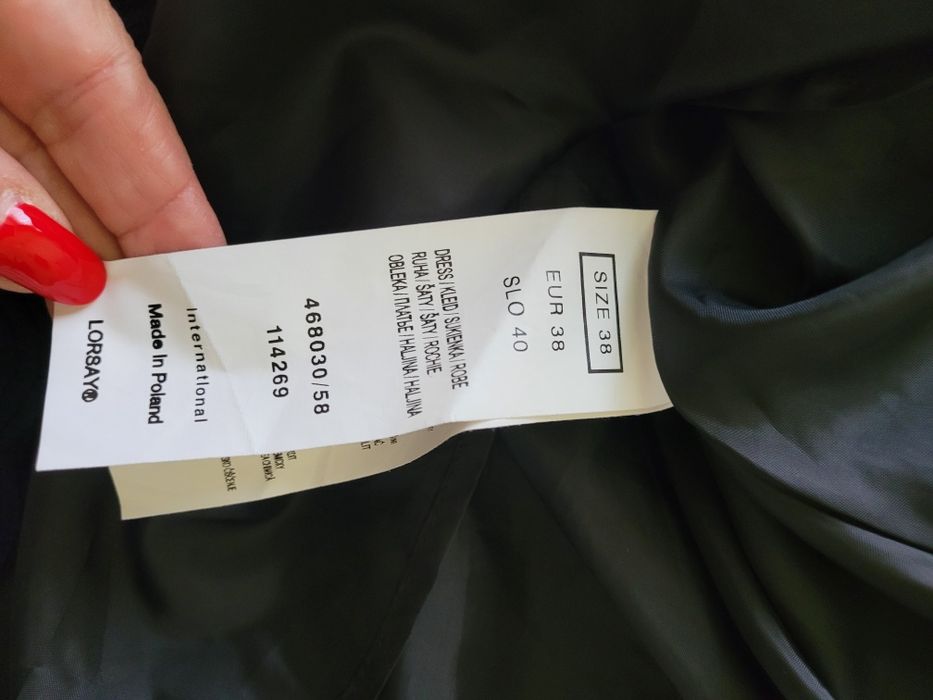 SIZE 38
EUR 38
SLO 40
DRESS / KLEID / SUKIENKA / ROBE
RUHA / ŠATY / ŠATY / ROCHIE
OBLEKA / ПЛАТЬЕ / HALJINA / HALJINA
468030/58
114269
International
Made In Poland
LORSAY®